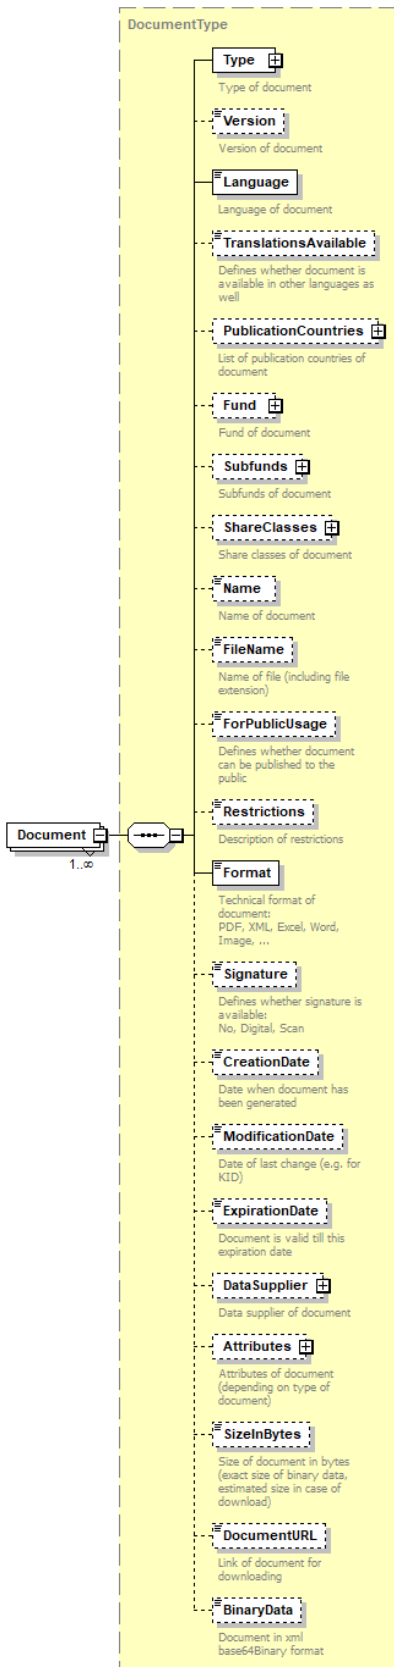 DocumentType
Type
Type of document
Version
Version of document
Language
Language of document
TranslationsAvailable
Defines whether document is
available in other languages as
well
PublicationCountries
List of publication countries of
document
Fund
Fund of document
Subfunds
Subfunds of document
ShareClasses
Share classes of document
Name
Name of document
FileName
Name of file (including file
extension)
ForPublicUsage
Defines whether document
can be published to the
public
Restrictions
Description of restrictions
Document
1..∞
Format
Technical format of
document:
PDF, XML, Excel, Word,
Image, ...
Signature
Defines whether signature is
available:
No, Digital, Scan
CreationDate
Date when document has
been generated
ModificationDate
Date of last change (e.g. for
KID)
ExpirationDate
Document is valid till this
expiration date
DataSupplier
Data supplier of document
Attributes
Attributes of document
(depending on type of
document)
SizeInBytes
Size of document in bytes
(exact size of binary data,
estimated size in case of
download)
DocumentURL
Link of document for
downloading
BinaryData
Document in xml
base64Binary format